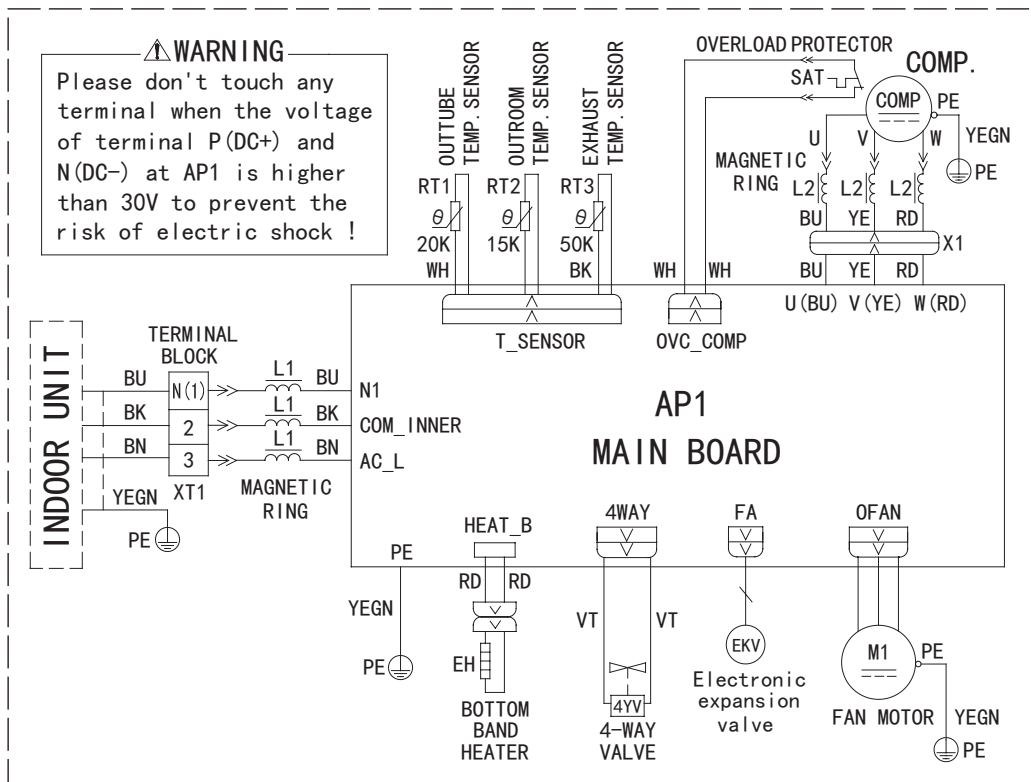 WARNING
Please don't touch any
terminal when the voltage
of terminal P(DC+) and
N(DC-) at AP1 is higher
than 30V to prevent the
risk of electric shock !
OUTTUBE
TEMP. SENSOR
OUTROOM
TEMP. SENSOR
EXHAUST
TEMP. SENSOR
RT1 RT2 RT3
θ θ θ
20K 15K 50K
WH BK
T_SENSOR
OVERLOAD PROTECTOR
SAT
WH WH
OVC_COMP
COMP.
COMP
PE
YEGN
PE
U V W
MAGNETIC
RING
L2 L2 L2
BU YE RD
X1
BU YE RD
U(BU) V(YE) W(RD)
INDOOR UNIT
TERMINAL
BLOCK
BU N(1) L1 BU N1
BK 2 L1 BK COM_INNER
BN 3 L1 BN AC_L
XT1
MAGNETIC
RING
YEGN
PE
AP1
MAIN BOARD
PE
YEGN
PE
HEAT_B
RD RD
EH
BOTTOM
BAND
HEATER
4WAY
VT VT
4YV
4-WAY
VALVE
FA
EKV
Electronic
expansion
valve
OFAN
M1
PE
FAN MOTOR
YEGN
PE